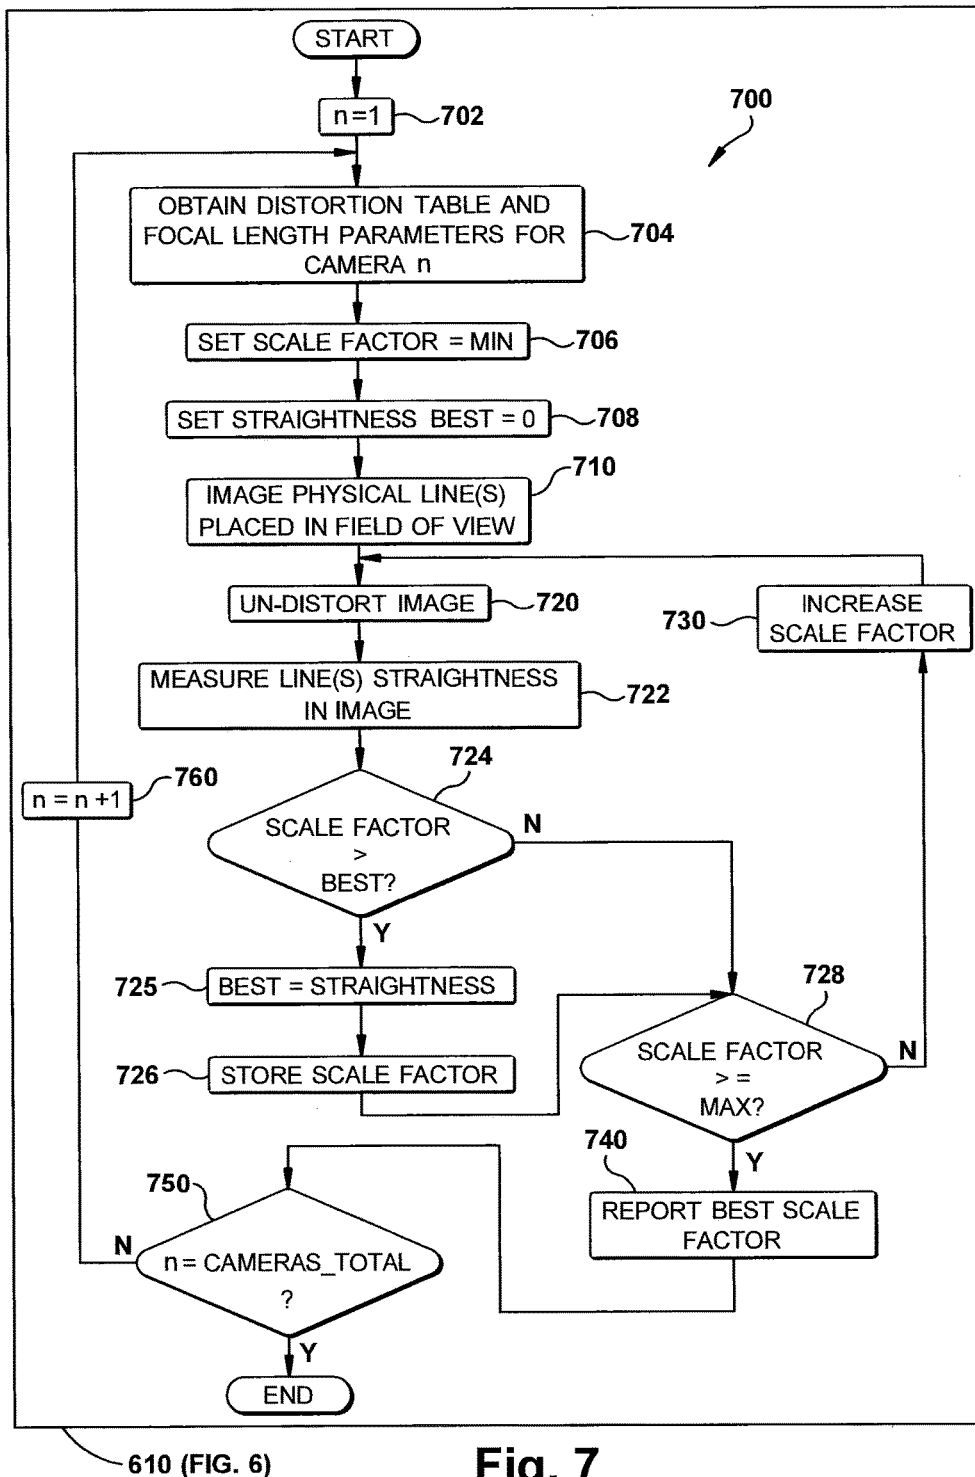 START
n=1
702
700
OBTAIN DISTORTION TABLE AND
FOCAL LENGTH PARAMETERS FOR
CAMERA n
704
SET SCALE FACTOR = MIN
706
SET STRAIGHTNESS BEST = 0
708
710
IMAGE PHYSICAL LINE(S)
PLACED IN FIELD OF VIEW
UN-DISTORT IMAGE
720
730
INCREASE
SCALE FACTOR
MEASURE LINE(S) STRAIGHTNESS
IN IMAGE
722
724
760
n = n +1
SCALE FACTOR
>
BEST?
N
Y
725
BEST = STRAIGHTNESS
728
726
STORE SCALE FACTOR
SCALE FACTOR
> =
MAX?
N
Y
740
REPORT BEST SCALE
FACTOR
750
N
n = CAMERAS_TOTAL
?
Y
END
610 (FIG. 6)
Fig. 7